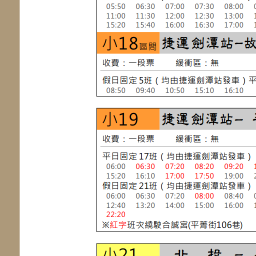 05:50 06:30 07:00 07:30 08:00
11:00 11:30 12:00 12:30 13:00
15:20 15:40 16:00 16:30 17:00
小18區間 捷運劍潭站-故
收費：一段票 緩衝區：無
假日固定5班（均由捷運劍潭站發車）平
08:50 09:40 10:50 15:10 16:10
小19 捷運劍潭站-
收費：一段票 緩衝區：無
平日固定17班（均由捷運劍潭站發車）
06:00 06:30 07:20 08:20 09:20
15:20 16:10 17:00 17:50 19:00
假日固定21班（均由捷運劍潭站發車）
06:00 06:30 07:20 08:00 08:40
12:40 13:20 14:00 15:00 16:00
22:20
※紅字班次繞駛合誠宮(平菁街106巷)
小21